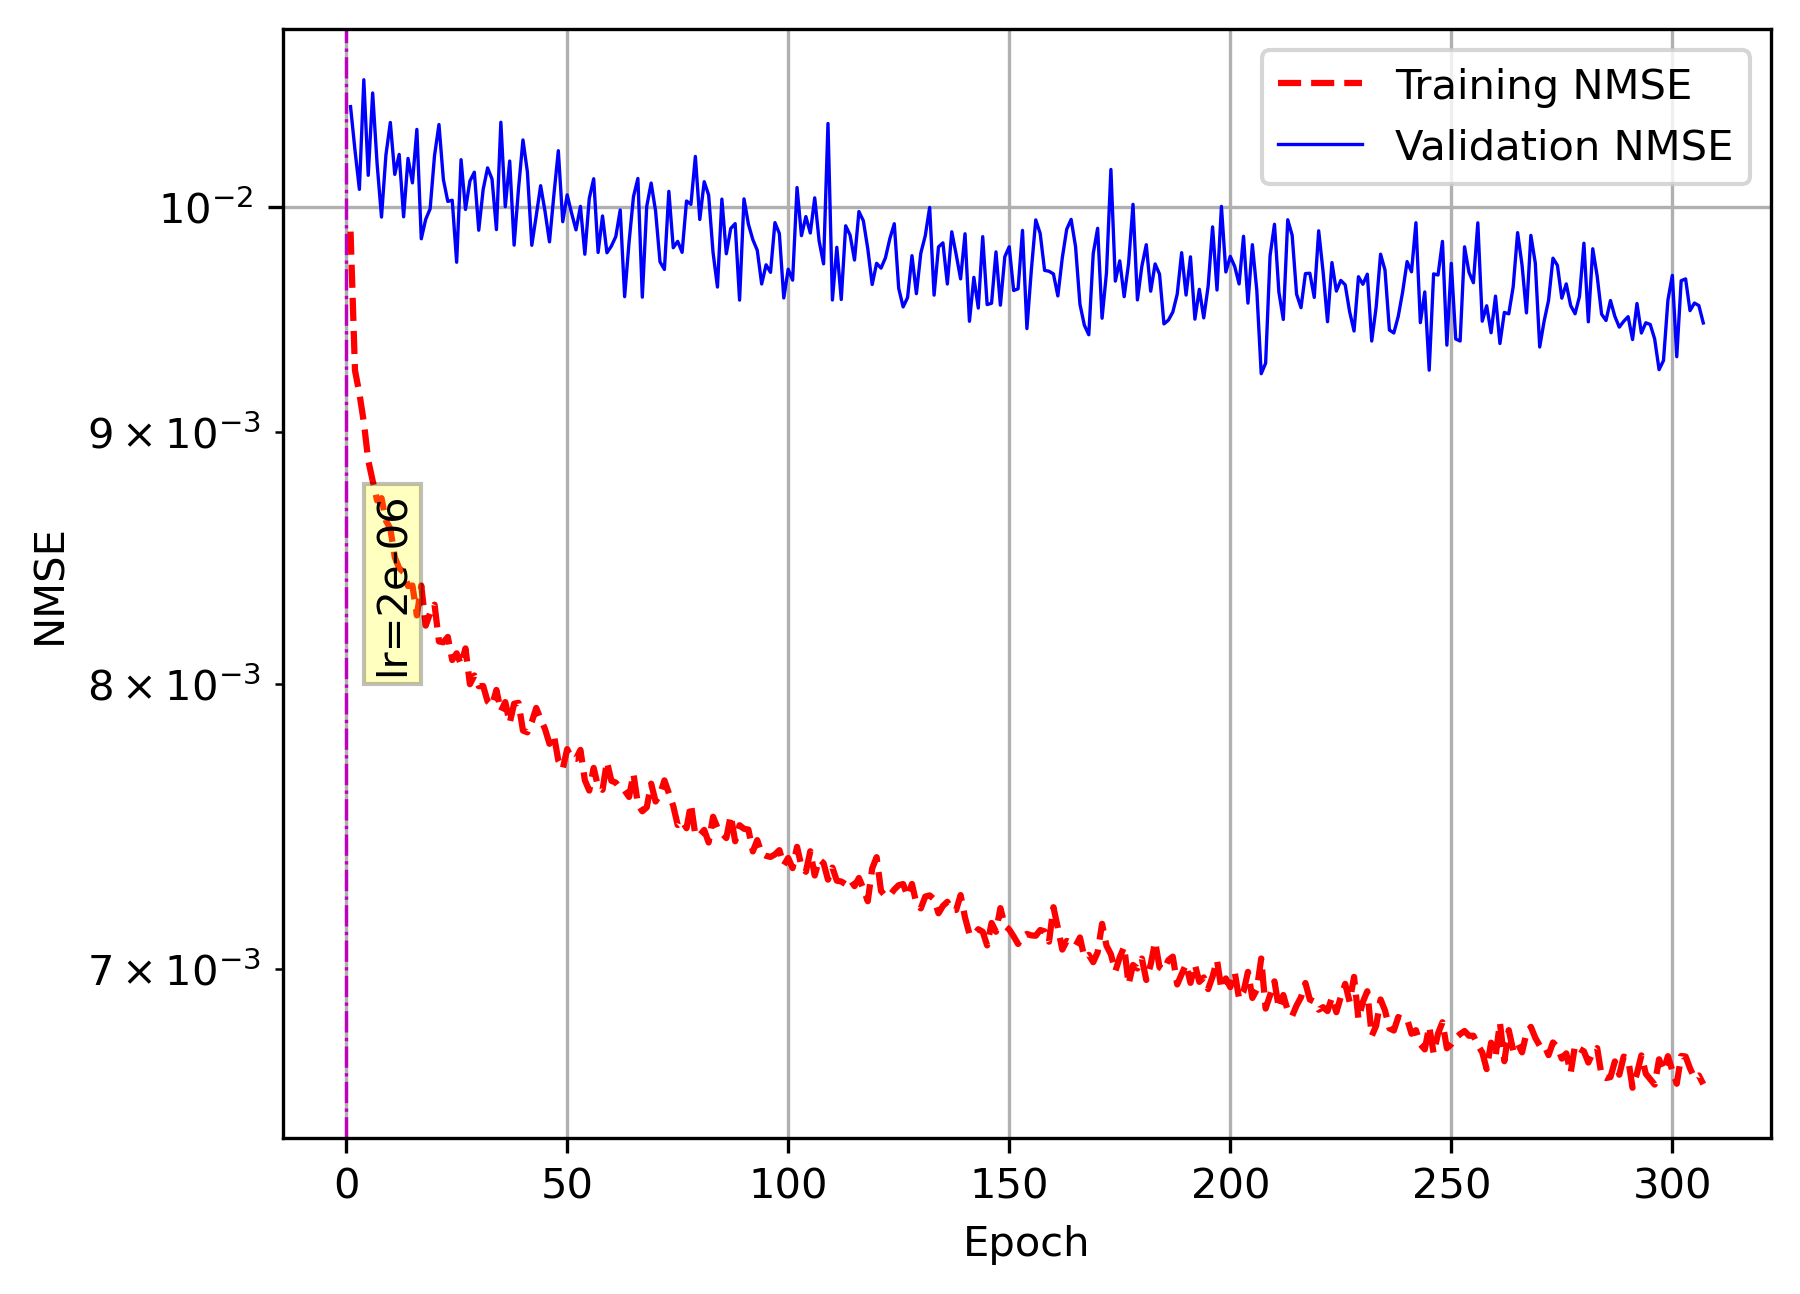 Training NMSE
Validation NMSE
10⁻²
9×10⁻³
8×10⁻³
7×10⁻³
NMSE
lr=2e-06
0 50 100 150 200 250 300
Epoch